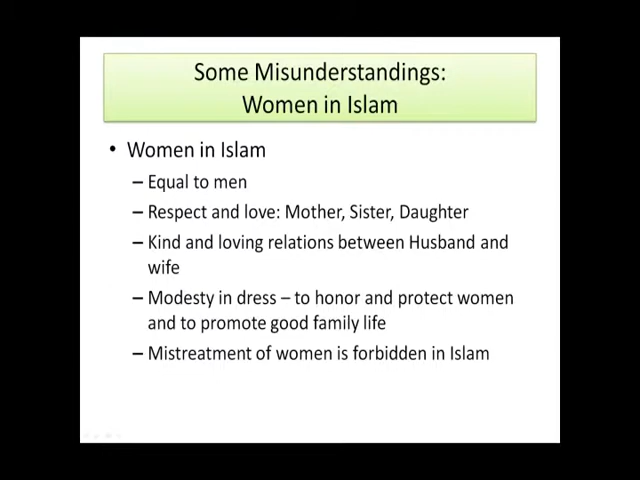 Some Misunderstandings:
Women in Islam
• Women in Islam
– Equal to men
– Respect and love: Mother, Sister, Daughter
– Kind and loving relations between Husband and
wife
– Modesty in dress – to honor and protect women
and to promote good family life
– Mistreatment of women is forbidden in Islam